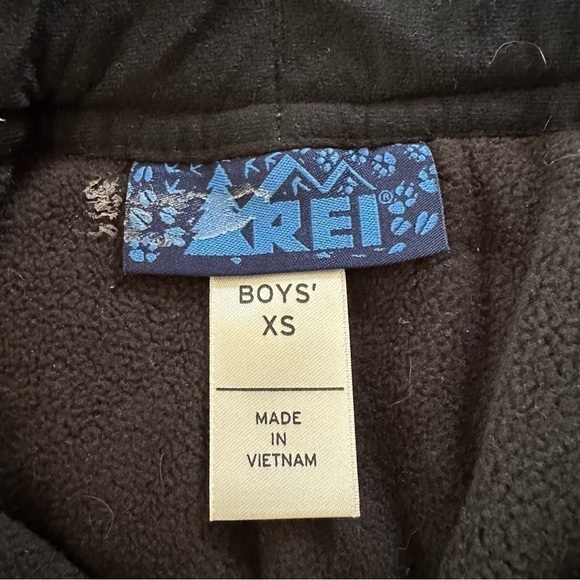 REI®
BOYS'
XS
MADE
IN
VIETNAM